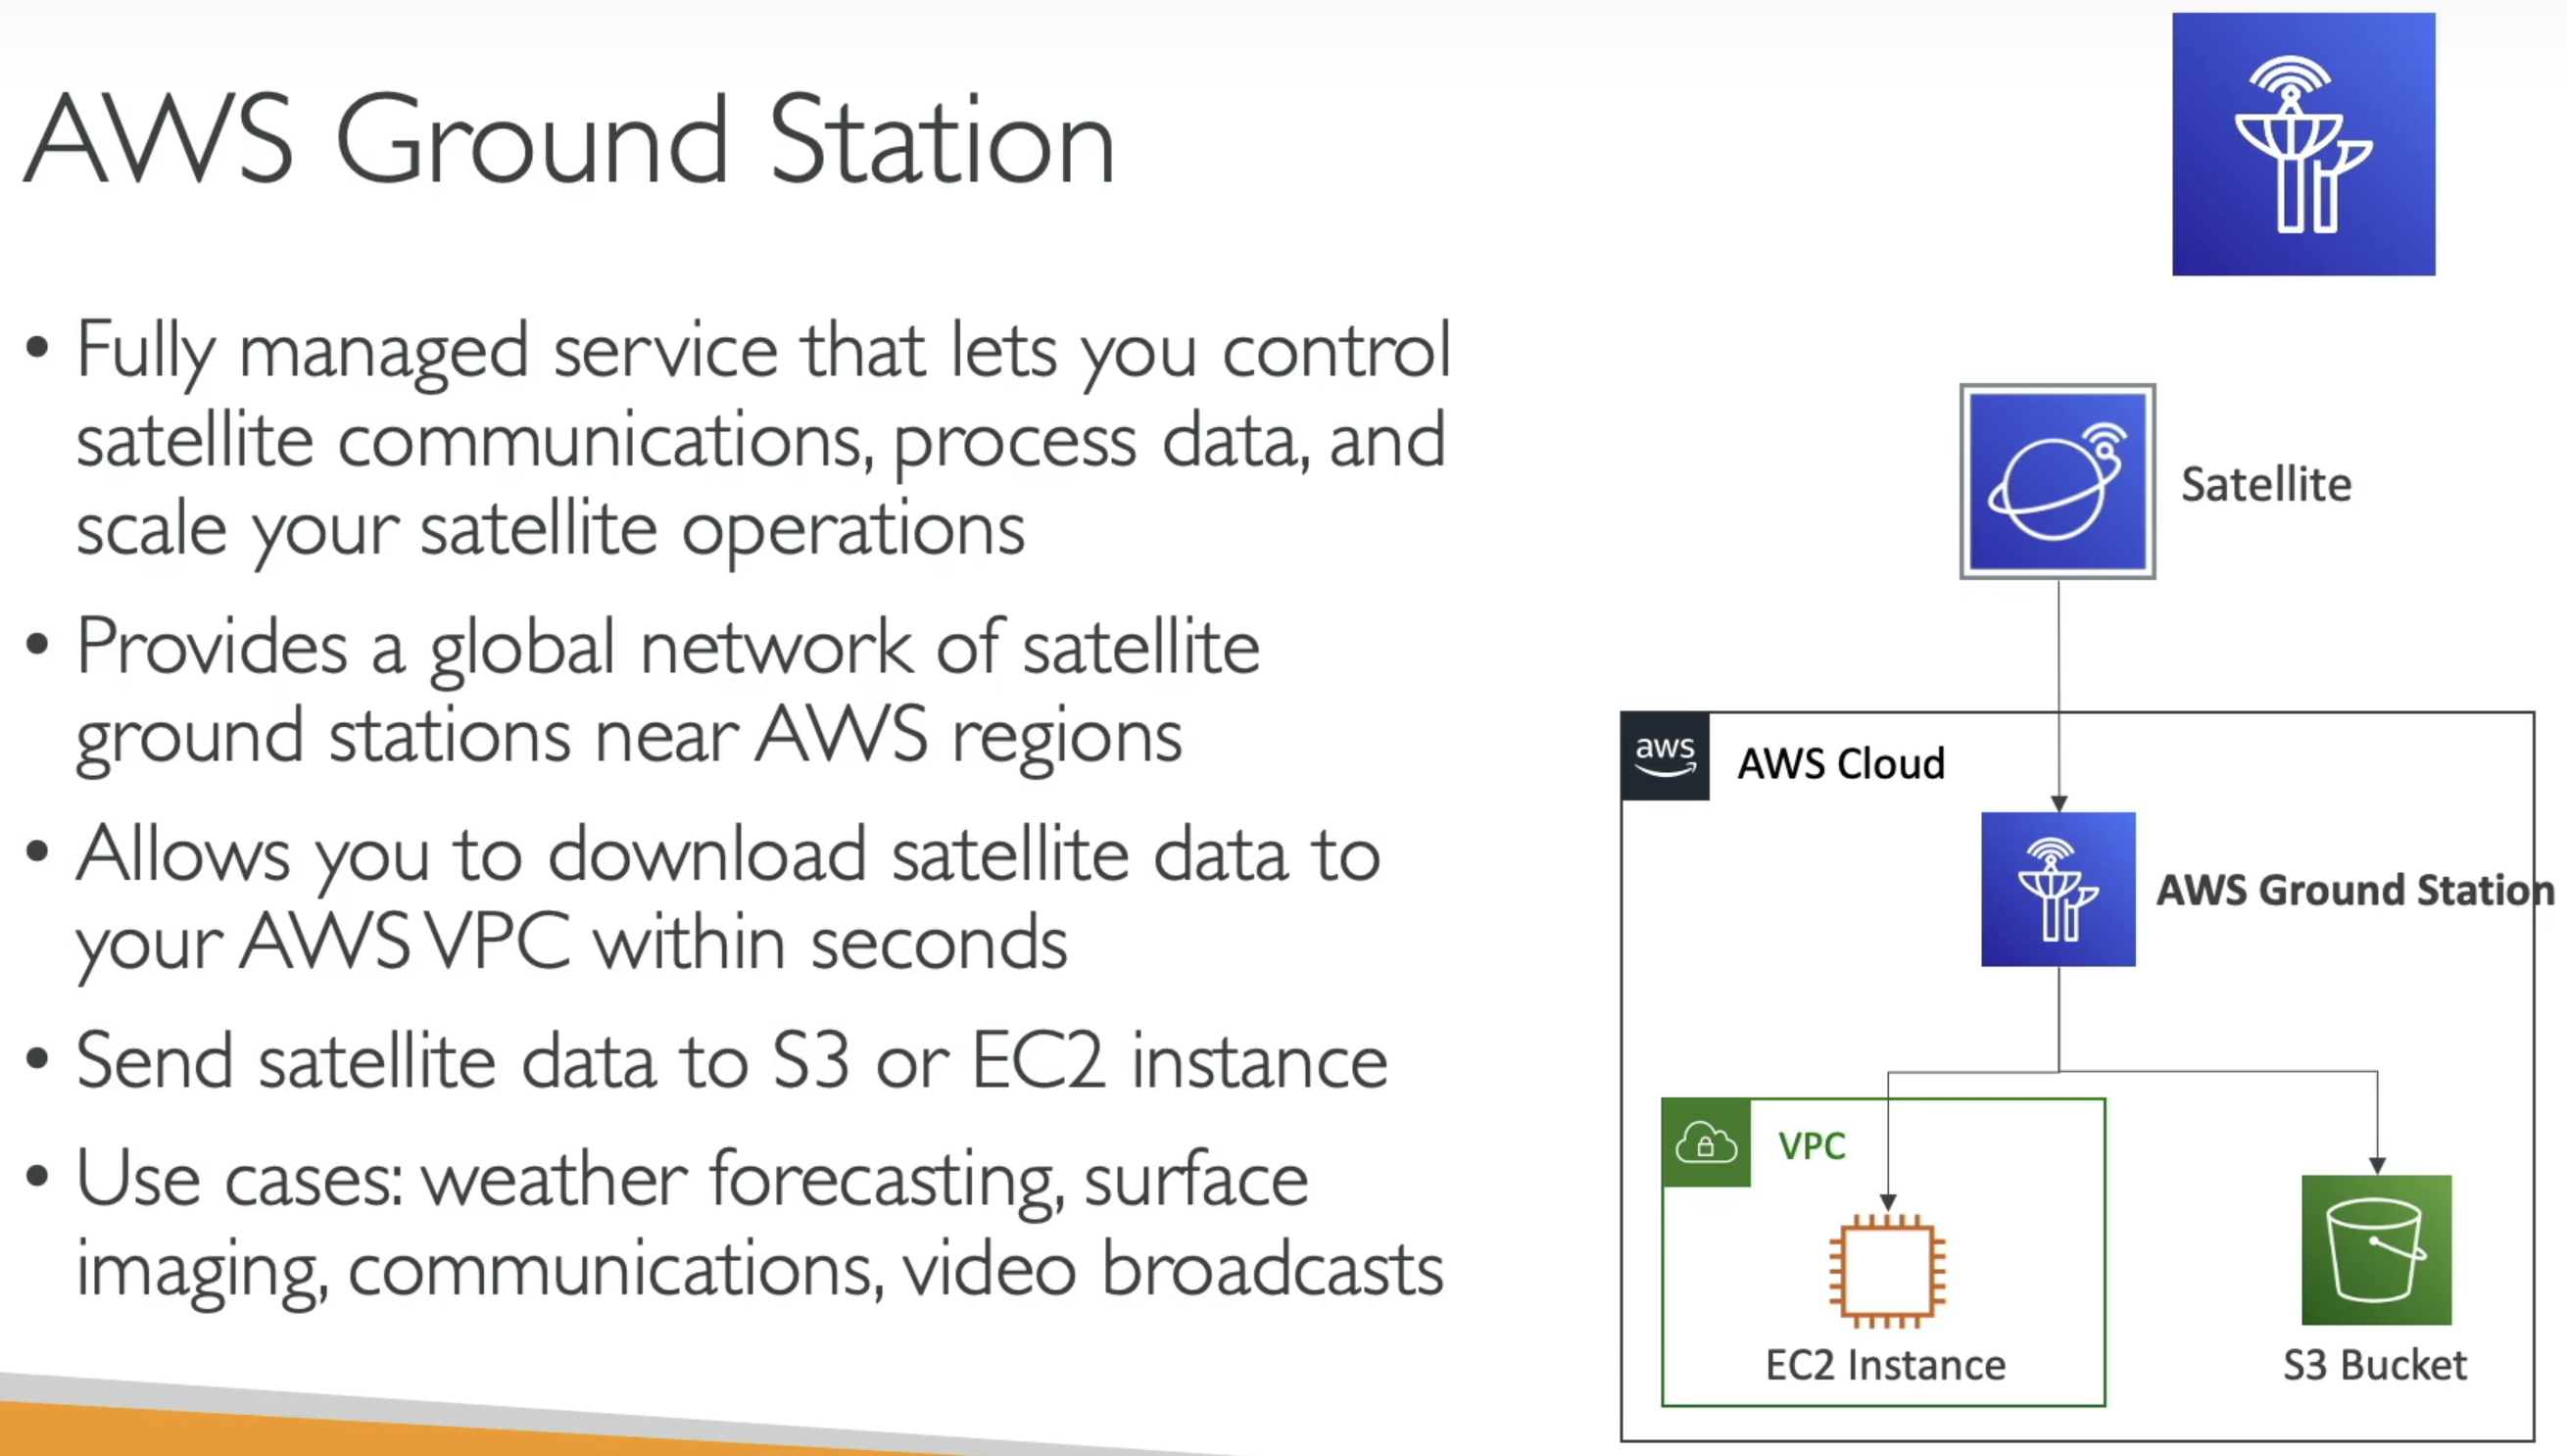 AWS Ground Station
• Fully managed service that lets you control
satellite communications, process data, and
scale your satellite operations
• Provides a global network of satellite
ground stations near AWS regions
• Allows you to download satellite data to
your AWS VPC within seconds
• Send satellite data to S3 or EC2 instance
• Use cases: weather forecasting, surface
imaging, communications, video broadcasts
Satellite
aws
AWS Cloud
AWS Ground Station
VPC
EC2 Instance
S3 Bucket